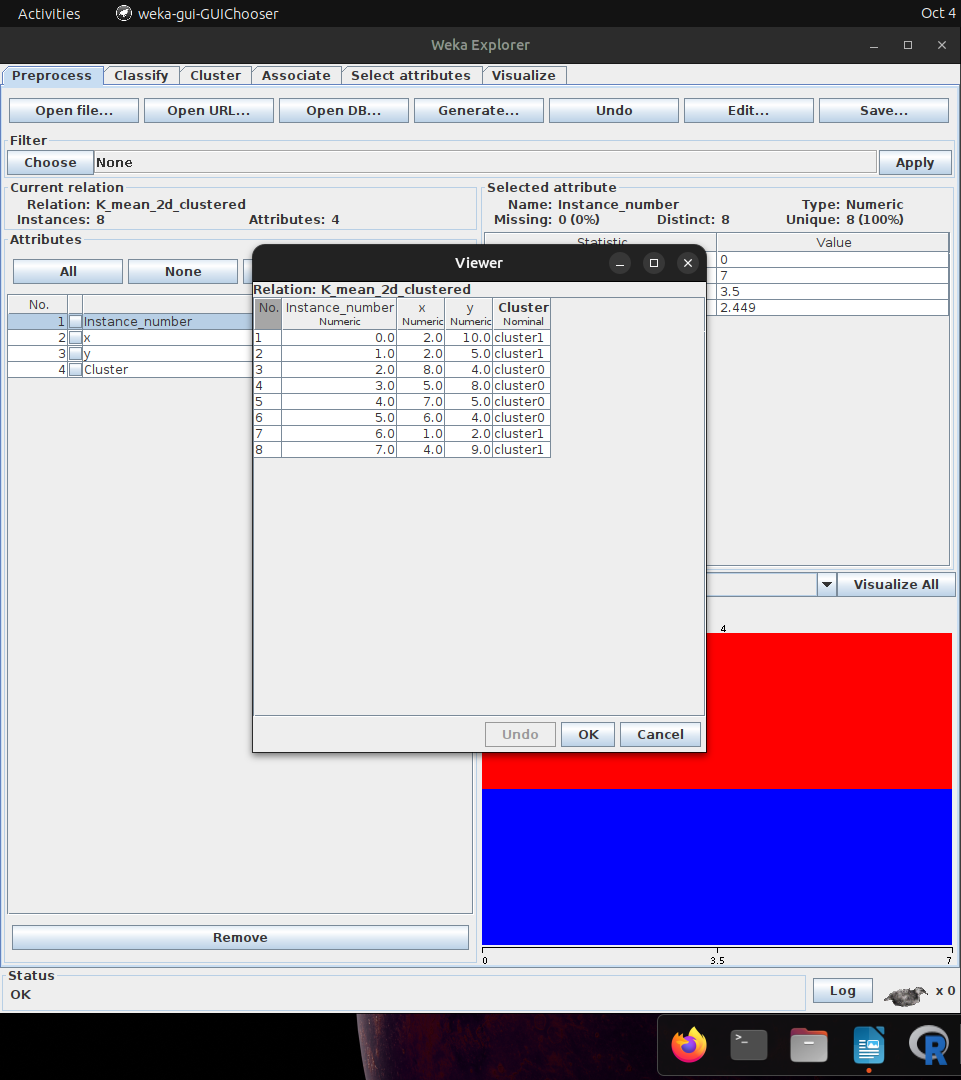 Activities weka-gui-GUIChooser Oct 4
Weka Explorer
Preprocess Classify Cluster Associate Select attributes Visualize
Open file... Open URL... Open DB... Generate... Undo Edit... Save...
Filter
Choose None Apply
Current relation
Relation: K_mean_2d_clustered
Instances: 8 Attributes: 4
Selected attribute
Name: Instance_number Type: Numeric
Missing: 0 (0%) Distinct: 8 Unique: 8 (100%)
Attributes
All None
No.
1 Instance_number
2 x
3 y
4 Cluster
Statistic Value
0
7
3.5
2.449
Viewer
Relation: K_mean_2d_clustered
No. Instance_number x y Cluster
Numeric Numeric Numeric Nominal
1 0.0 2.0 10.0 cluster1
2 1.0 2.0 5.0 cluster1
3 2.0 8.0 4.0 cluster0
4 3.0 5.0 8.0 cluster0
5 4.0 7.0 5.0 cluster0
6 5.0 6.0 4.0 cluster0
7 6.0 1.0 2.0 cluster1
8 7.0 4.0 9.0 cluster1
Undo OK Cancel
Visualize All
4
0 3.5 7
Remove
Status
OK
Log x 0
>_
R